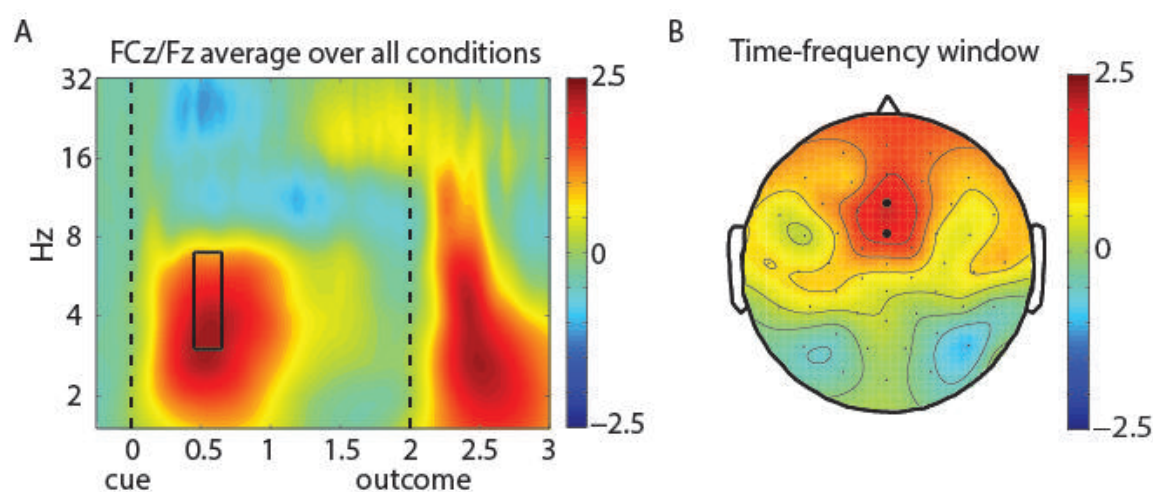 A
FCz/Fz average over all conditions
32
16
8
4
2
Hz
0 0.5 1 1.5 2 2.5 3
cue outcome
2.5
0
−2.5
B
Time-frequency window
2.5
0
−2.5